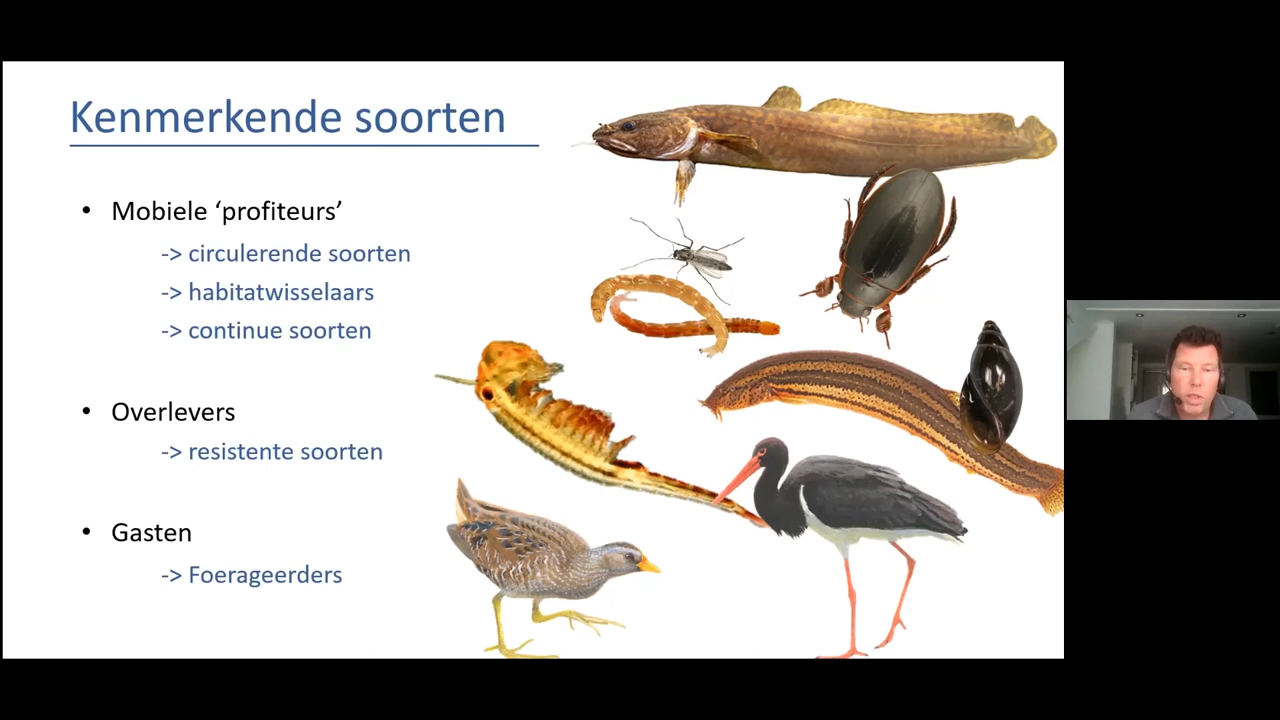 Kenmerkende soorten
• Mobiele ‘profiteurs’
-> circulerende soorten
-> habitatwisselaars
-> continue soorten
• Overlevers
-> resistente soorten
• Gasten
-> Foerageerders